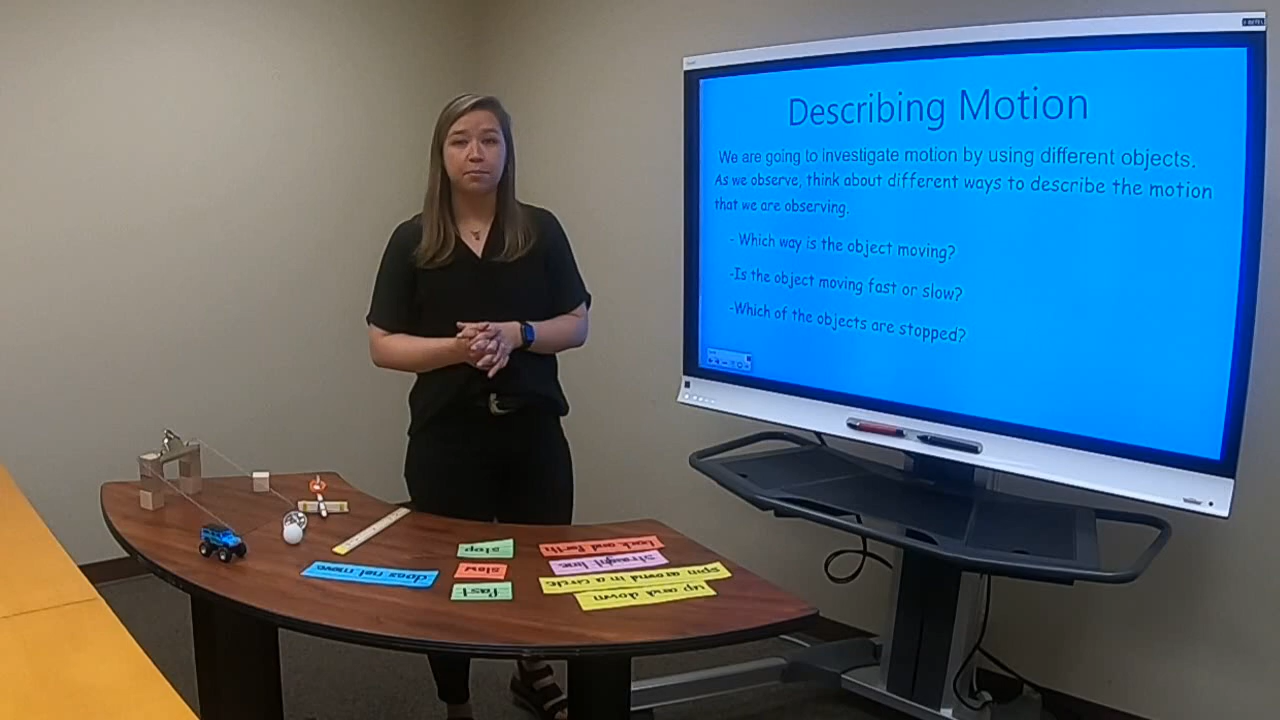 Describing Motion
We are going to investigate motion by using different objects.
As we observe, think about different ways to describe the motion
that we are observing.
- Which way is the object moving?
-Is the object moving fast or slow?
-Which of the objects are stopped?
stop
back and forth
straight line
does not move
slow
spin around in a circle
fast
up and down